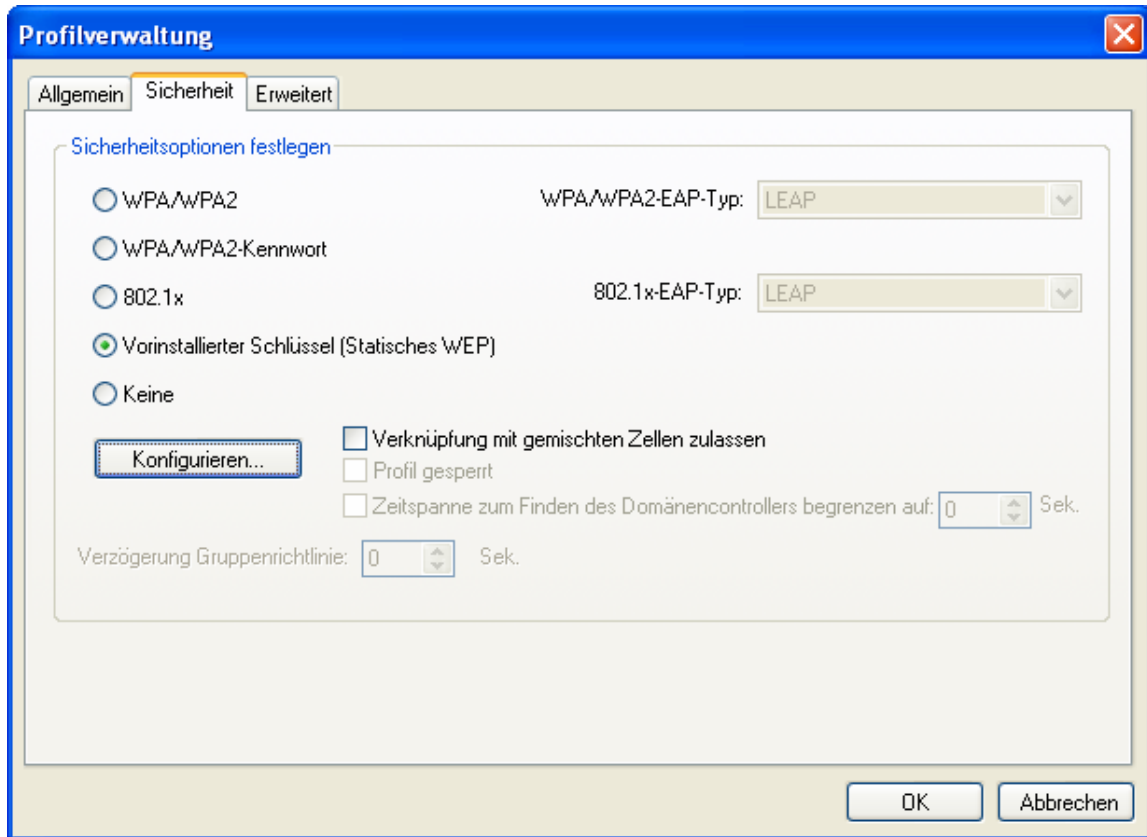 Profilverwaltung
Allgemein Sicherheit Erweitert
Sicherheitsoptionen festlegen
WPA/WPA2 WPA/WPA2-EAP-Typ: LEAP
WPA/WPA2-Kennwort
802.1x 802.1x-EAP-Typ: LEAP
Vorinstallierter Schlüssel (Statisches WEP)
Keine
Konfigurieren... Verknüpfung mit gemischten Zellen zulassen
Profil gesperrt
Zeitspanne zum Finden des Domänencontrollers begrenzen auf: 0 Sek.
Verzögerung Gruppenrichtlinie: 0 Sek.
OK Abbrechen